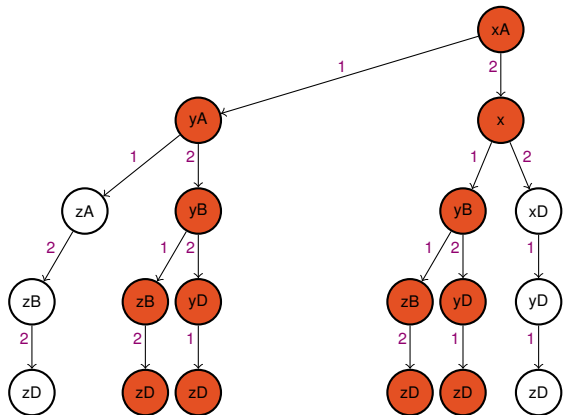 xA
1 2
yA x
1 2 1 2
zA yB yB xD
2 1 2 1 2 1
zB zB yD zB yD yD
2 2 1 2 1 1
zD zD zD zD zD zD